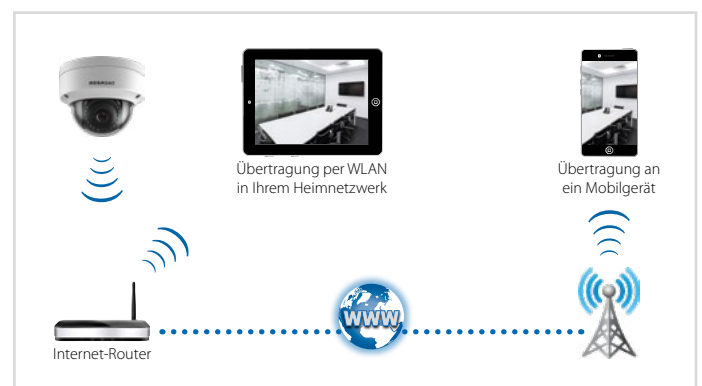 Übertragung per WLAN
in Ihrem Heimnetzwerk
Übertragung an
ein Mobilgerät
WWW
Internet-Router